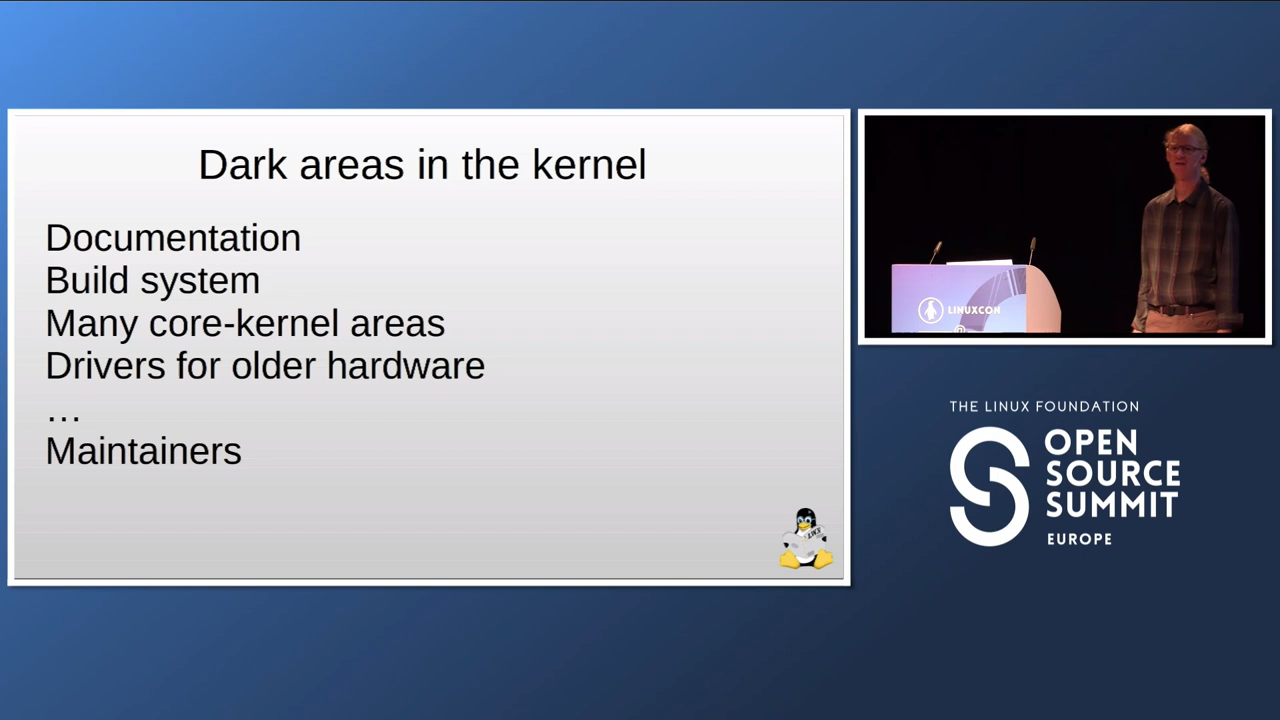 Dark areas in the kernel
Documentation
Build system
Many core-kernel areas
Drivers for older hardware
…
Maintainers
LINUXCON
THE LINUX FOUNDATION
OPEN
SOURCE
SUMMIT
EUROPE